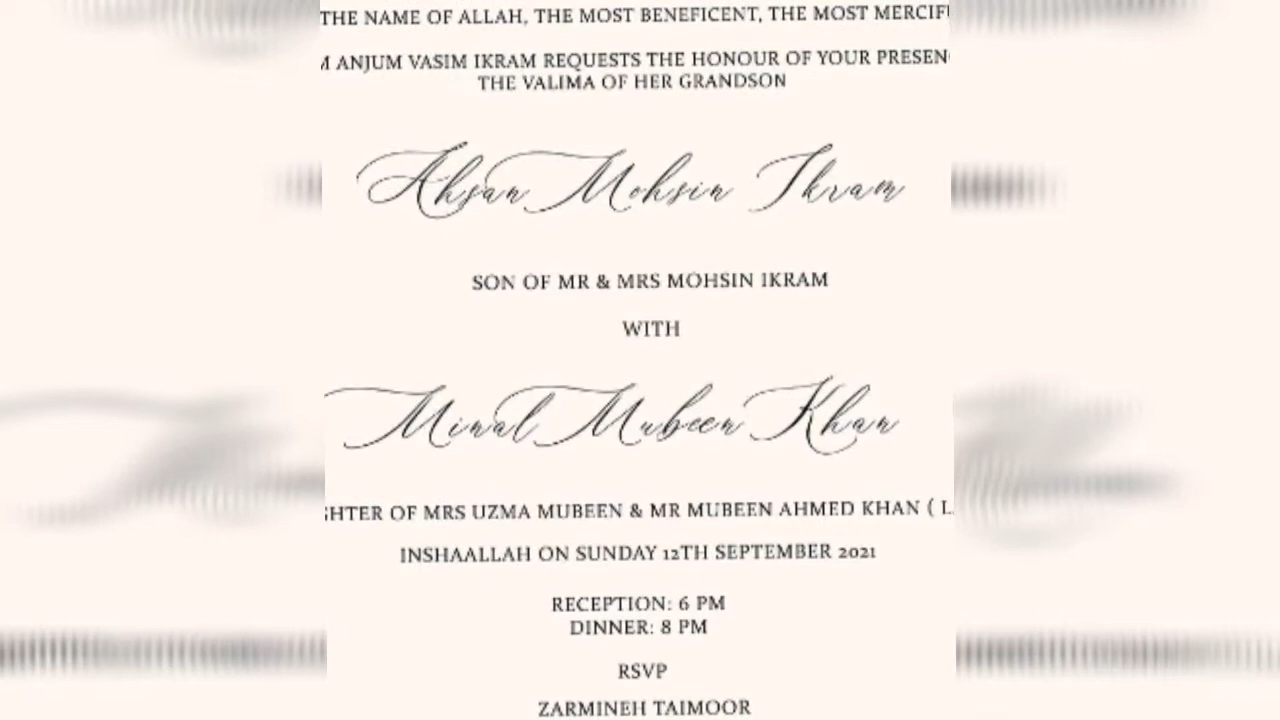 THE NAME OF ALLAH, THE MOST BENEFICENT, THE MOST
ANJUM VASIM IKRAM REQUESTS THE HONOUR OF YOUR
THE VALIMA OF HER GRANDSON
Ahsan Mohsin Ikram
SON OF MR & MRS MOHSIN IKRAM
WITH
Minal Mubeen Khan
OF MRS UZMA MUBEEN & MR MUBEEN AHMED KHAN (
INSHAALLAH ON SUNDAY 12TH SEPTEMBER 2021
RECEPTION: 6 PM
DINNER: 8 PM
RSVP
ZARMINEH TAIMOOR